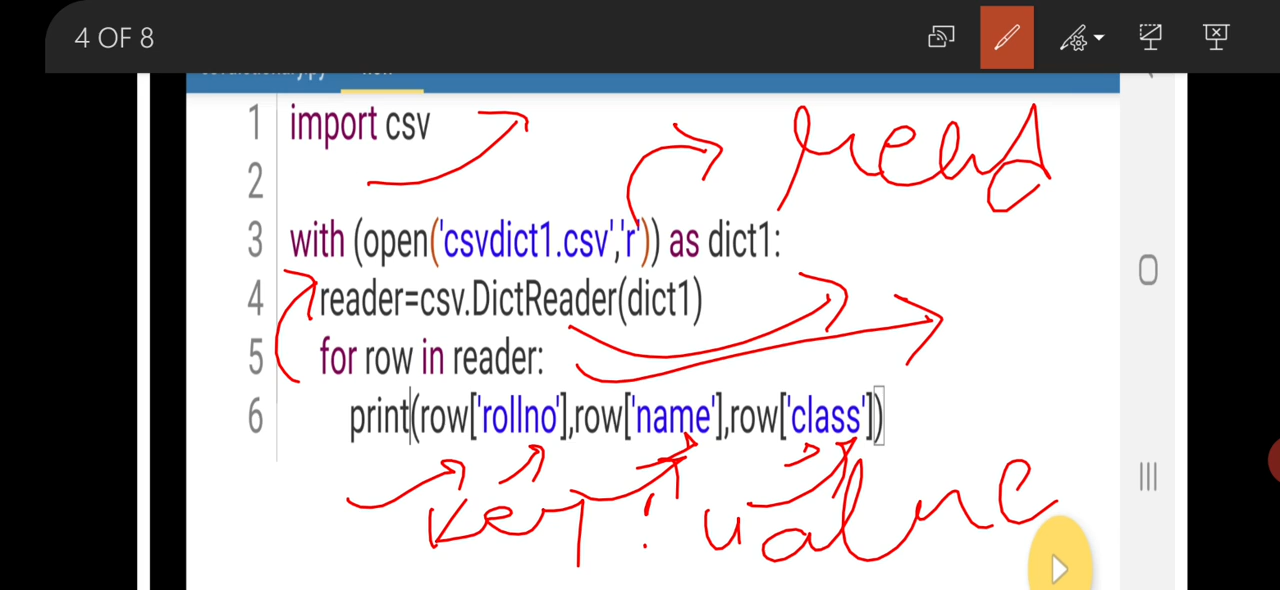 4 OF 8
1 import csv
read
2
3 with (open('csvdict1.csv','r')) as dict1:
4 reader=csv.DictReader(dict1)
5 for row in reader:
6 print(row['rollno'],row['name'],row['class'])
key : value